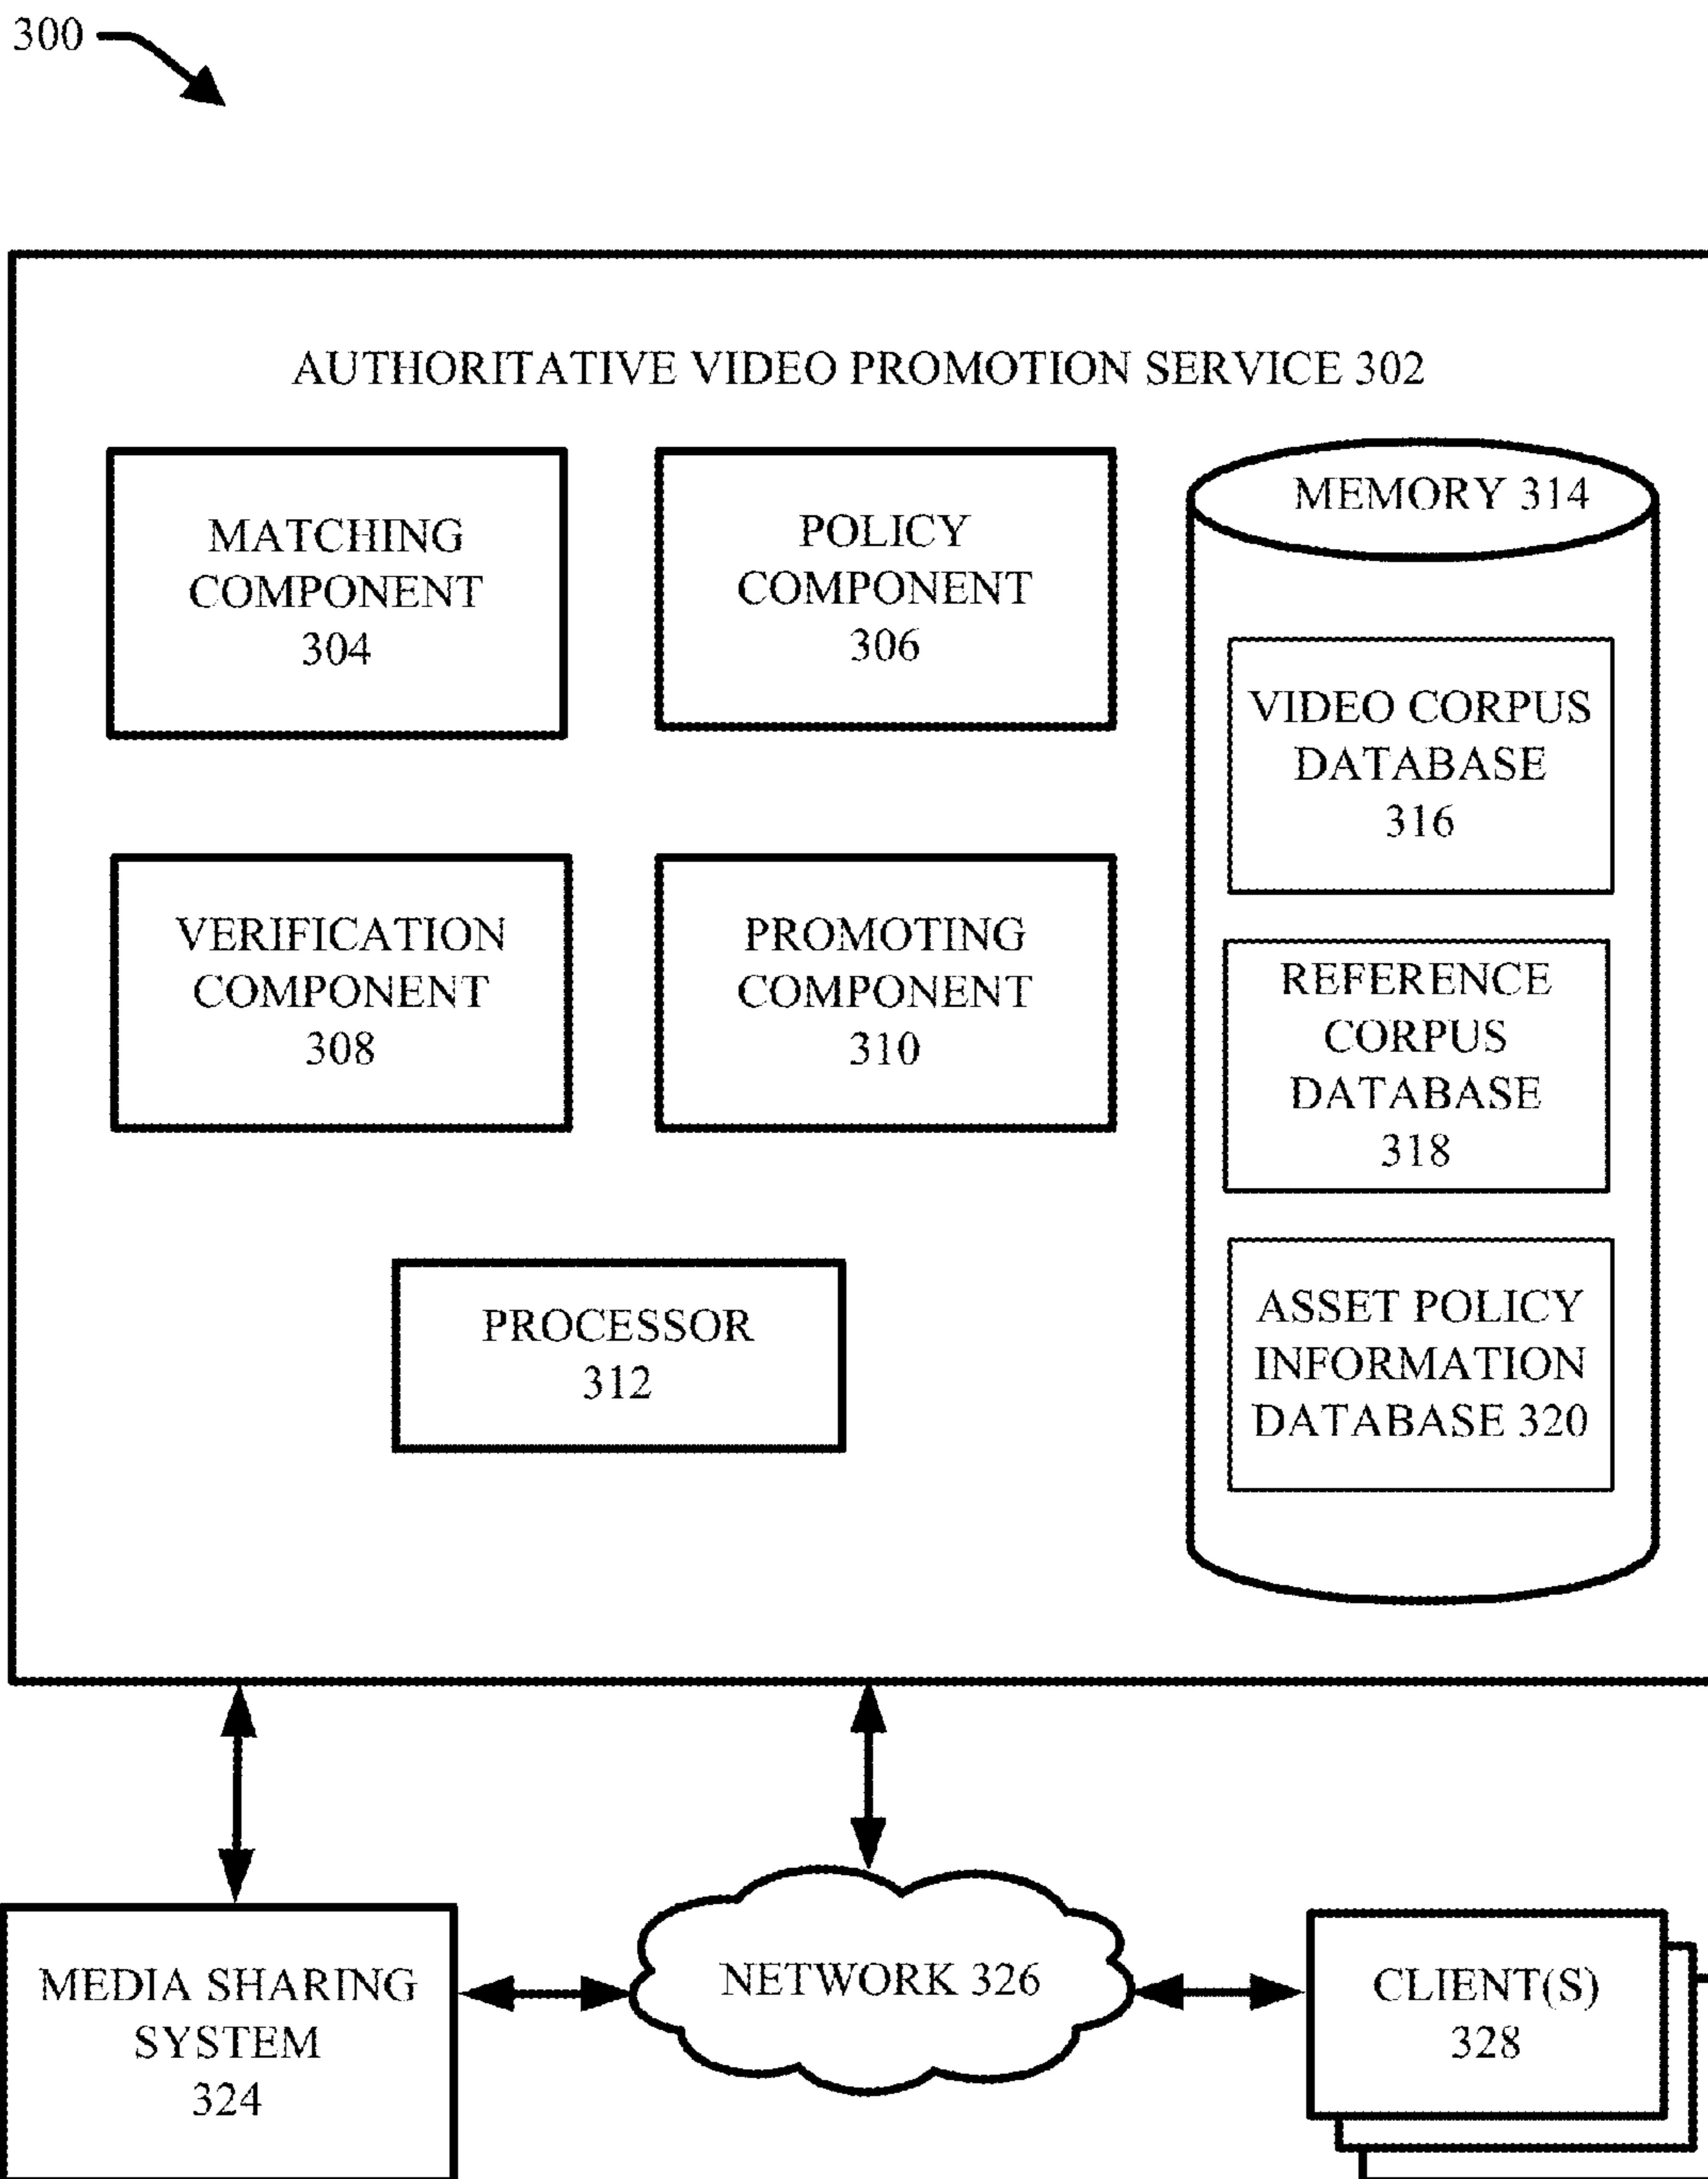 300
AUTHORITATIVE VIDEO PROMOTION SERVICE 302
MATCHING
COMPONENT
304
POLICY
COMPONENT
306
MEMORY 314
VIDEO CORPUS
DATABASE
316
VERIFICATION
COMPONENT
308
PROMOTING
COMPONENT
310
REFERENCE
CORPUS
DATABASE
318
PROCESSOR
312
ASSET POLICY
INFORMATION
DATABASE 320
MEDIA SHARING
SYSTEM
324
NETWORK 326
CLIENT(S)
328